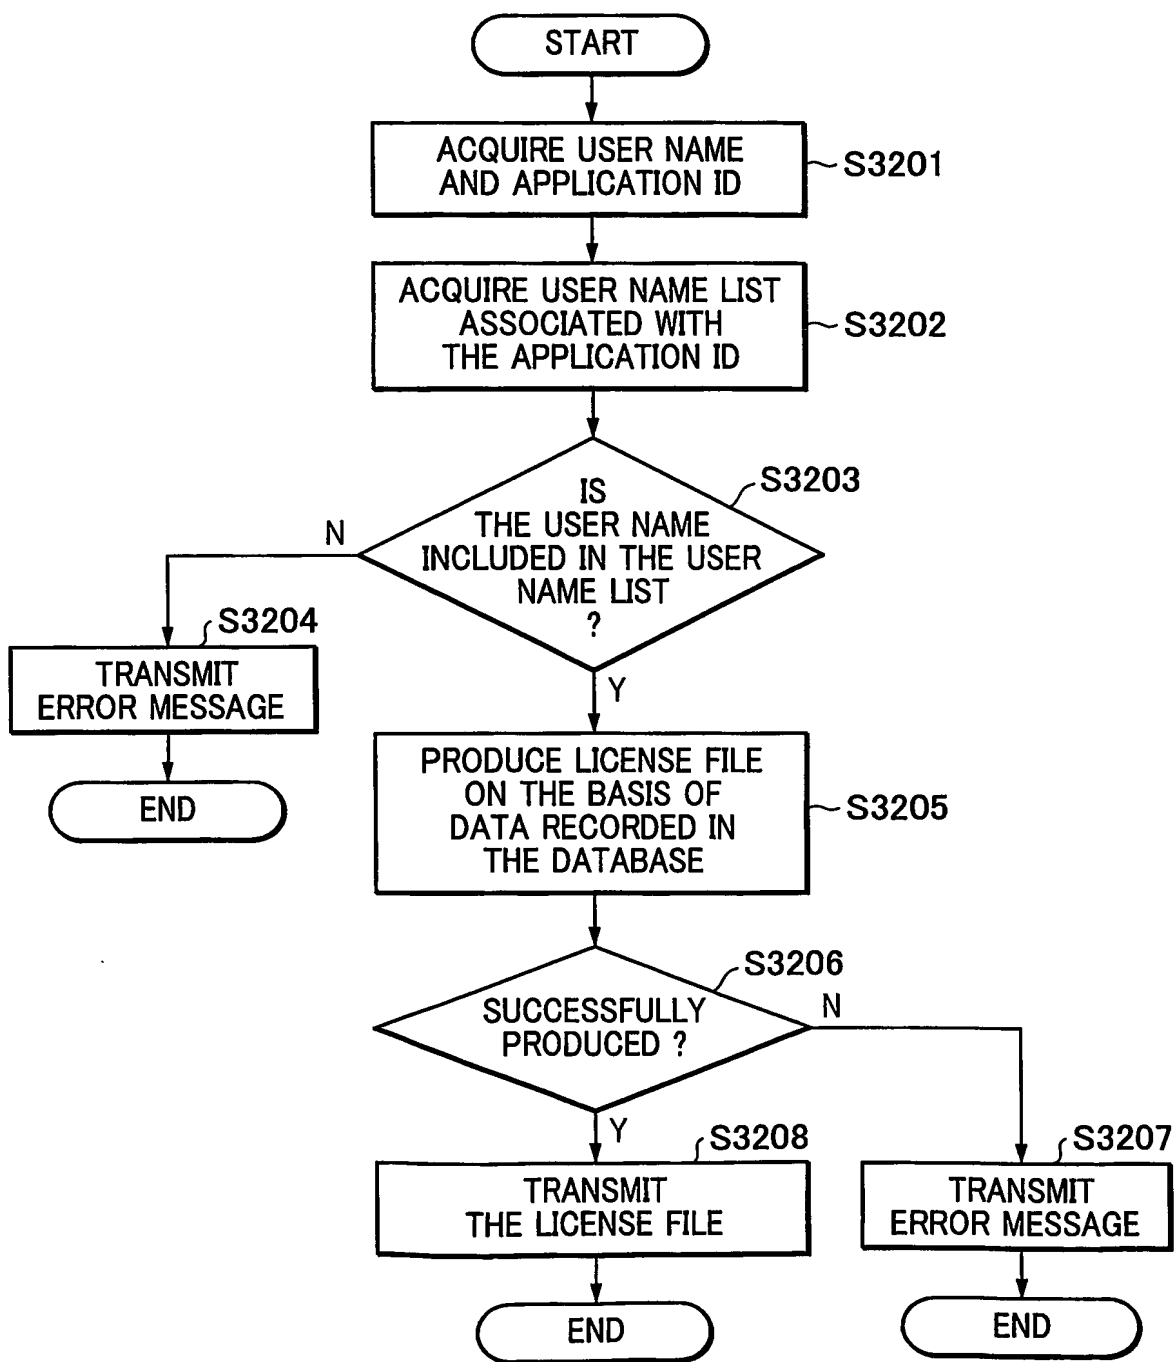 START
ACQUIRE USER NAME
AND APPLICATION ID
S3201
ACQUIRE USER NAME LIST
ASSOCIATED WITH
THE APPLICATION ID
S3202
IS
THE USER NAME
INCLUDED IN THE USER
NAME LIST
?
S3203
N
Y
S3204
TRANSMIT
ERROR MESSAGE
END
PRODUCE LICENSE FILE
ON THE BASIS OF
DATA RECORDED IN
THE DATABASE
S3205
SUCCESSFULLY
PRODUCED ?
S3206
N
Y
S3208
TRANSMIT
THE LICENSE FILE
END
S3207
TRANSMIT
ERROR MESSAGE
END